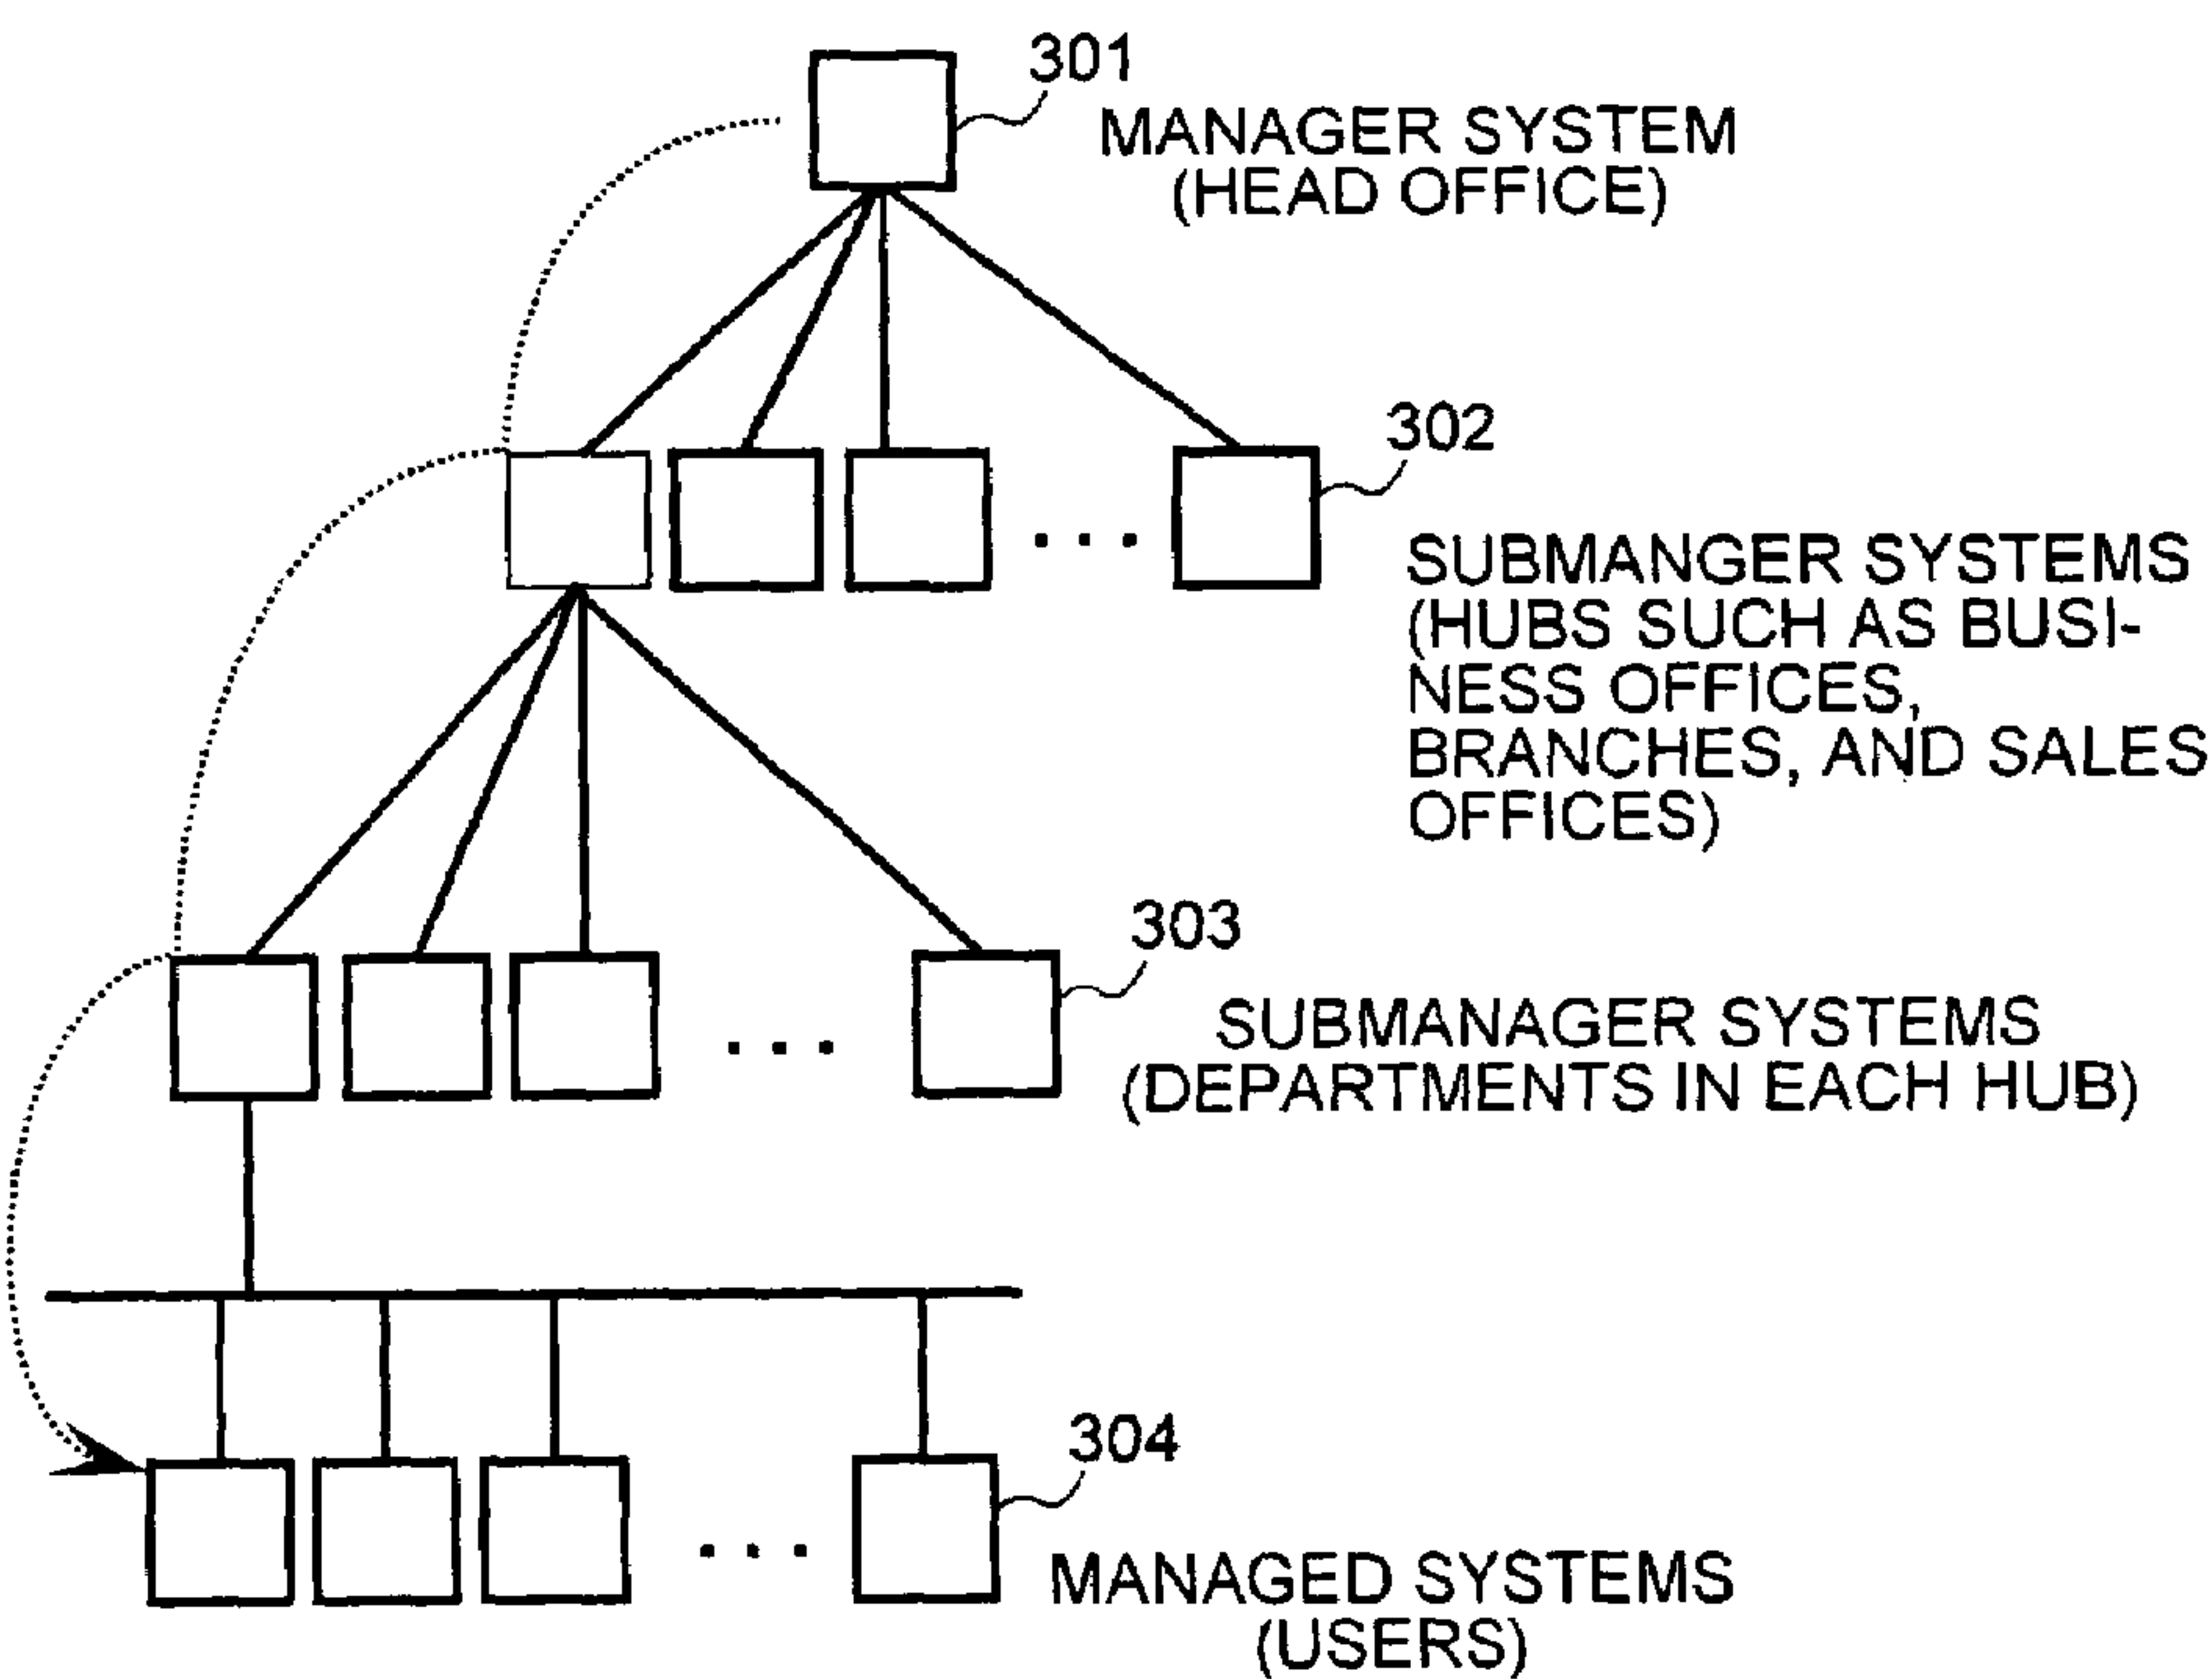 301
MANAGER SYSTEM
(HEAD OFFICE)
302
SUBMANGER SYSTEMS
(HUBS SUCH AS BUSI-
NESS OFFICES,
BRANCHES, AND SALES
OFFICES)
303
SUBMANAGER SYSTEMS
(DEPARTMENTS IN EACH HUB)
304
MANAGED SYSTEMS
(USERS)